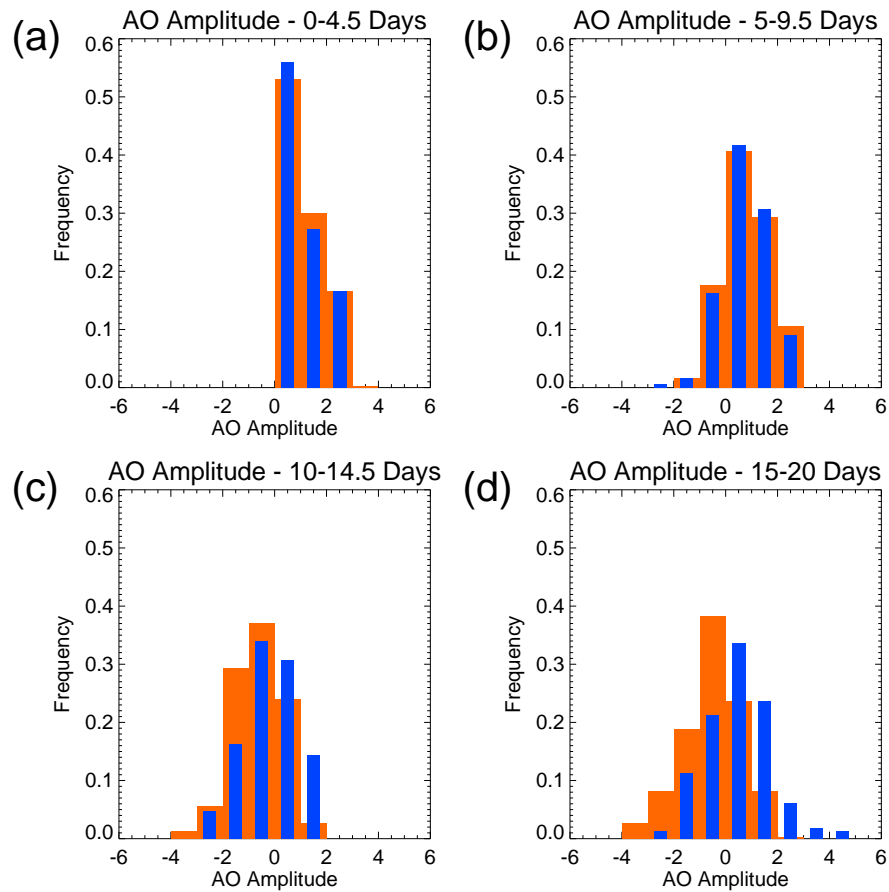 (a)
AO Amplitude - 0-4.5 Days
0.6
0.5
0.4
0.3
0.2
0.1
0.0
Frequency
-6 -4 -2 0 2 4 6
AO Amplitude
(b)
AO Amplitude - 5-9.5 Days
0.6
0.5
0.4
0.3
0.2
0.1
0.0
Frequency
-6 -4 -2 0 2 4 6
AO Amplitude
(c)
AO Amplitude - 10-14.5 Days
0.6
0.5
0.4
0.3
0.2
0.1
0.0
Frequency
-6 -4 -2 0 2 4 6
AO Amplitude
(d)
AO Amplitude - 15-20 Days
0.6
0.5
0.4
0.3
0.2
0.1
0.0
Frequency
-6 -4 -2 0 2 4 6
AO Amplitude